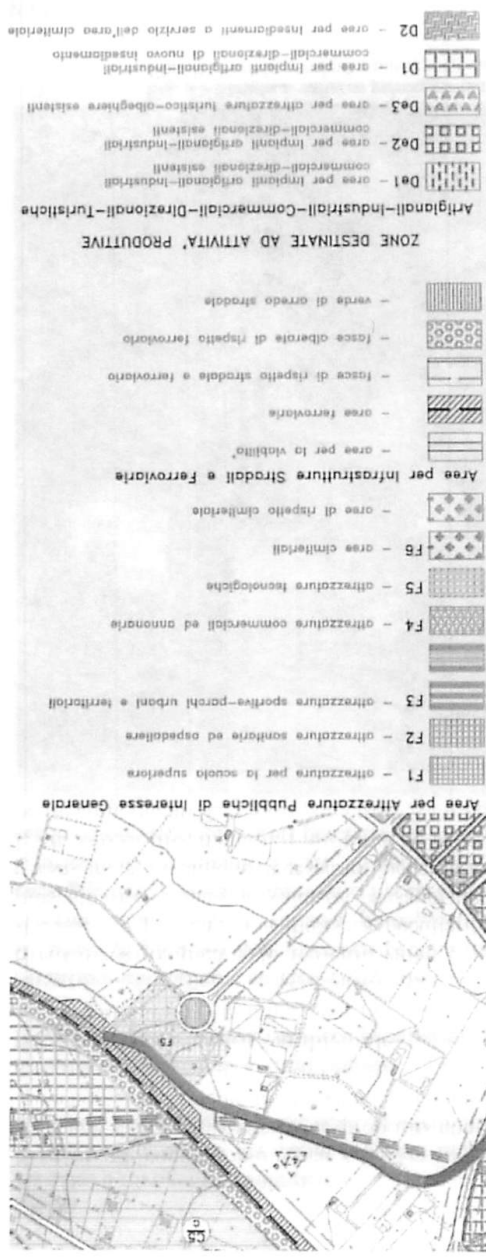 C5
c
F5
Aree per Attrezzature Pubbliche di Interesse Generale
F1 - attrezzature per la scuola superiore
F2 - attrezzature sanitarie ed ospedaliere
F3 - attrezzature sportive-parchi urbani e territoriali
F4 - attrezzature commerciali ed annonarie
F5 - attrezzature tecnologiche
F6 - aree cimiteriali
- aree di rispetto cimiteriale
Aree per Infrastrutture Stradali e Ferroviarie
- aree per la viabilita'
- aree ferroviarie
- fasce di rispetto stradale e ferroviario
- fasce alberate di rispetto ferroviario
- verde di arredo stradale
ZONE DESTINATE AD ATTIVITA' PRODUTTIVE
Artigianali-Industriali-Commerciali-Direzionali-Turistiche
De1 - aree per impianti artigianali-industriali
commerciali-direzionali esistenti
De2 - aree per impianti artigianali-industriali
commerciali-direzionali esistenti
De3 - aree per attrezzature turistico-albeghiere esistenti
D1 - aree per impianti artigianali-industriali
commerciali-direzionali di nuovo insediamento
D2 - aree per insediamenti a servizio dell'area cimiteriale